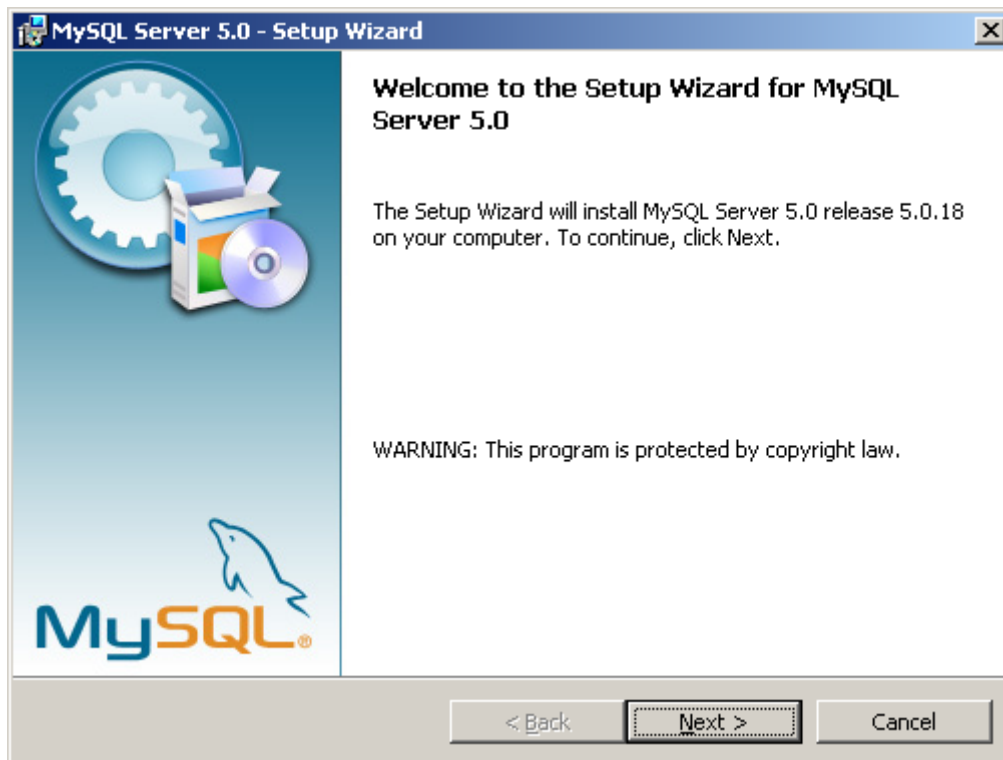 MySQL Server 5.0 - Setup Wizard
Welcome to the Setup Wizard for MySQL
Server 5.0
The Setup Wizard will install MySQL Server 5.0 release 5.0.18
on your computer. To continue, click Next.
WARNING: This program is protected by copyright law.
MySQL®
< Back
Next >
Cancel